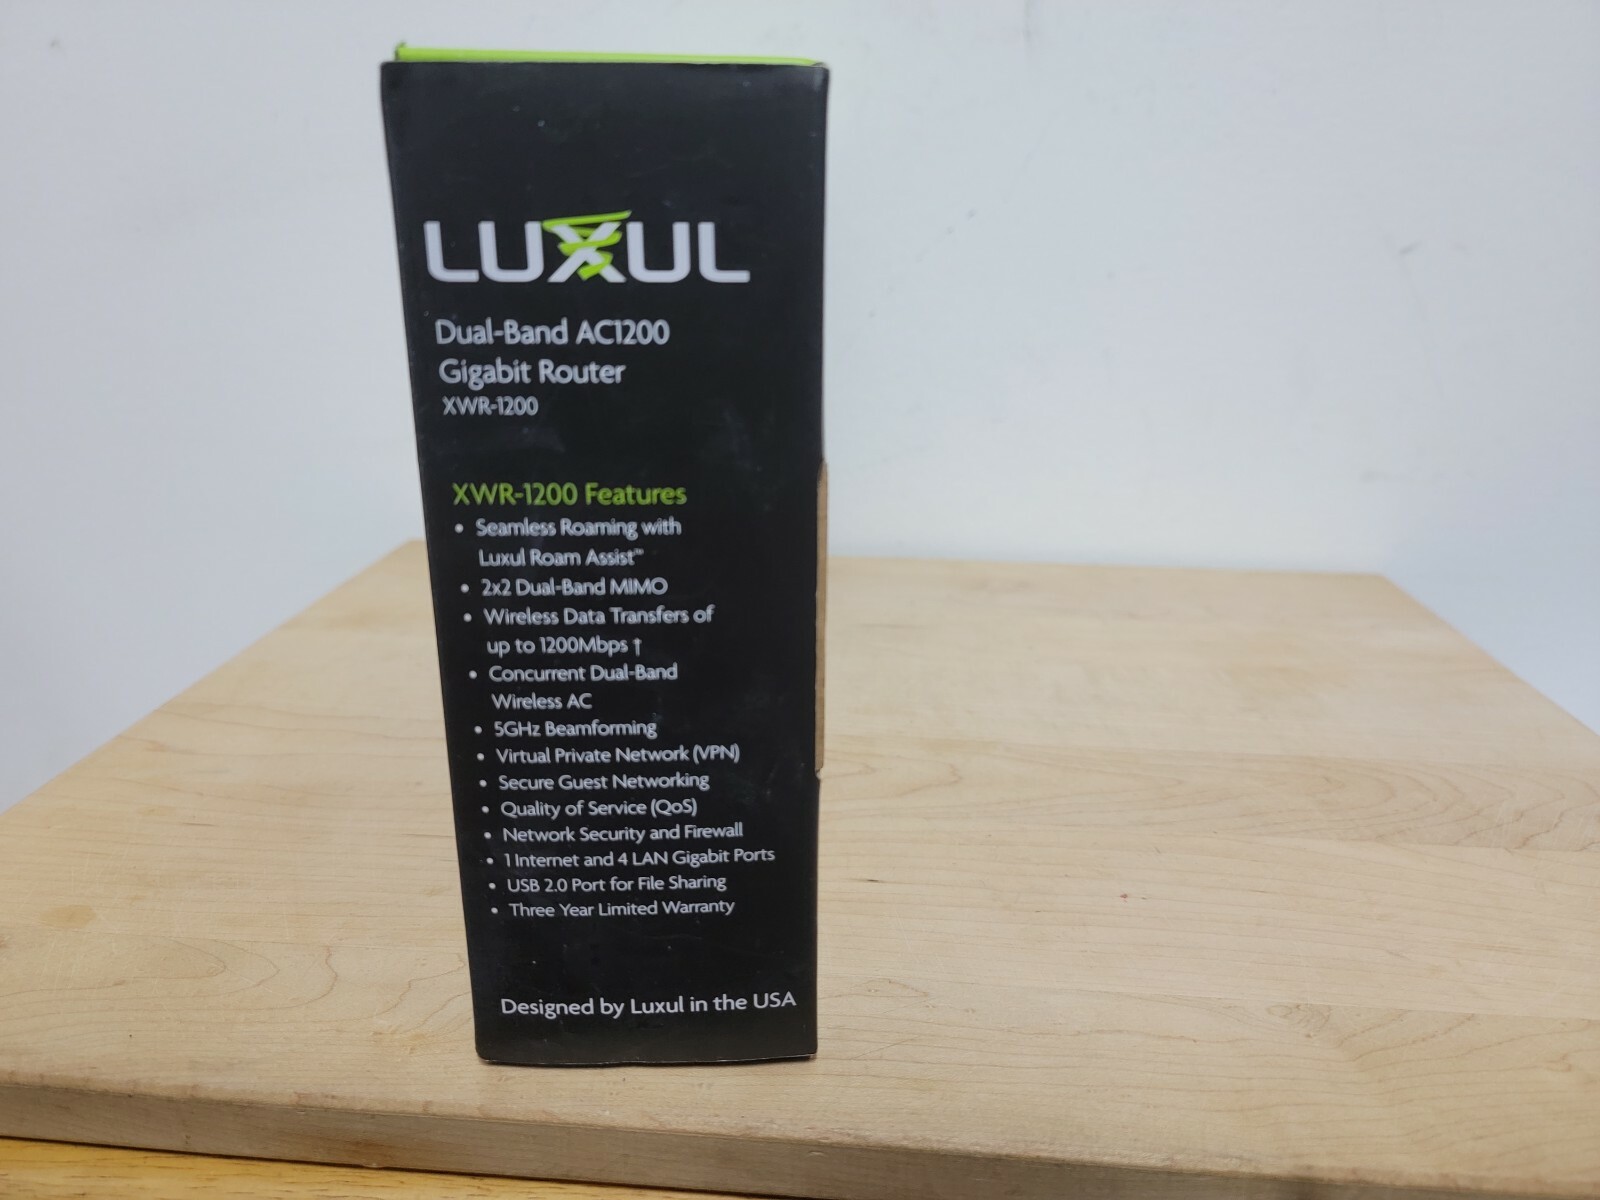 LUXUL
Dual-Band AC1200
Gigabit Router
XWR-1200
XWR-1200 Features
• Seamless Roaming with
Luxul Roam Assist™
• 2x2 Dual-Band MIMO
• Wireless Data Transfers of
up to 1200Mbps †
• Concurrent Dual-Band
Wireless AC
• 5GHz Beamforming
• Virtual Private Network (VPN)
• Secure Guest Networking
• Quality of Service (QoS)
• Network Security and Firewall
• 1 Internet and 4 LAN Gigabit Ports
• USB 2.0 Port for File Sharing
• Three Year Limited Warranty
Designed by Luxul in the USA